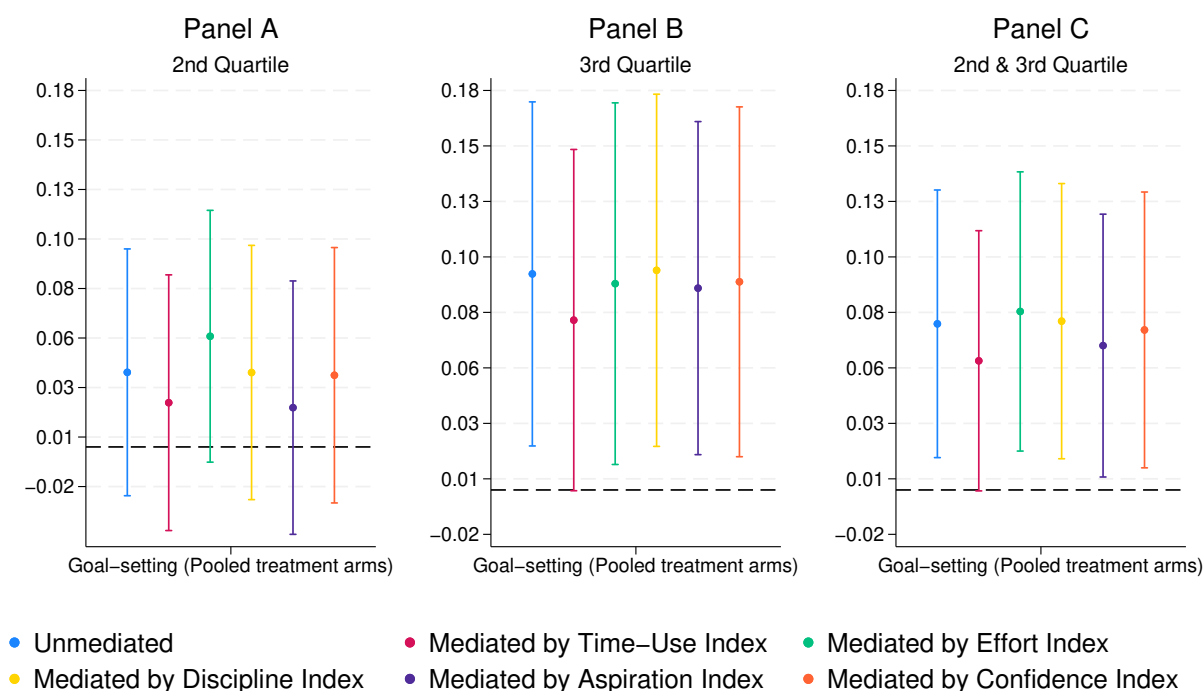 Panel A
2nd Quartile
0.18
0.15
0.13
0.10
0.08
0.06
0.03
0.01
−0.02
Goal−setting (Pooled treatment arms)
Panel B
3rd Quartile
0.18
0.15
0.13
0.10
0.08
0.06
0.03
0.01
−0.02
Goal−setting (Pooled treatment arms)
Panel C
2nd & 3rd Quartile
0.18
0.15
0.13
0.10
0.08
0.06
0.03
0.01
−0.02
Goal−setting (Pooled treatment arms)
Unmediated
Mediated by Time−Use Index
Mediated by Effort Index
Mediated by Discipline Index
Mediated by Aspiration Index
Mediated by Confidence Index